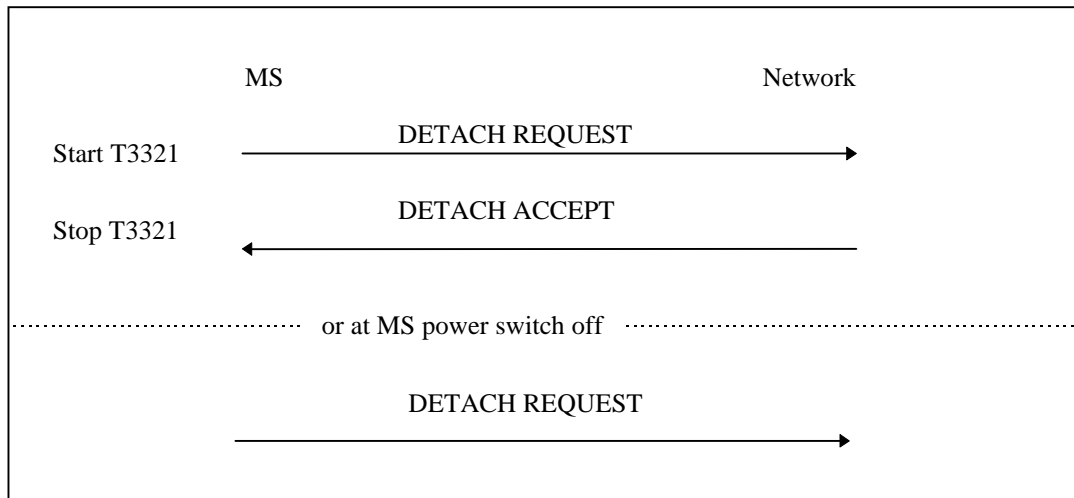 MS
Network
DETACH REQUEST
Start T3321
DETACH ACCEPT
Stop T3321
or at MS power switch off
DETACH REQUEST